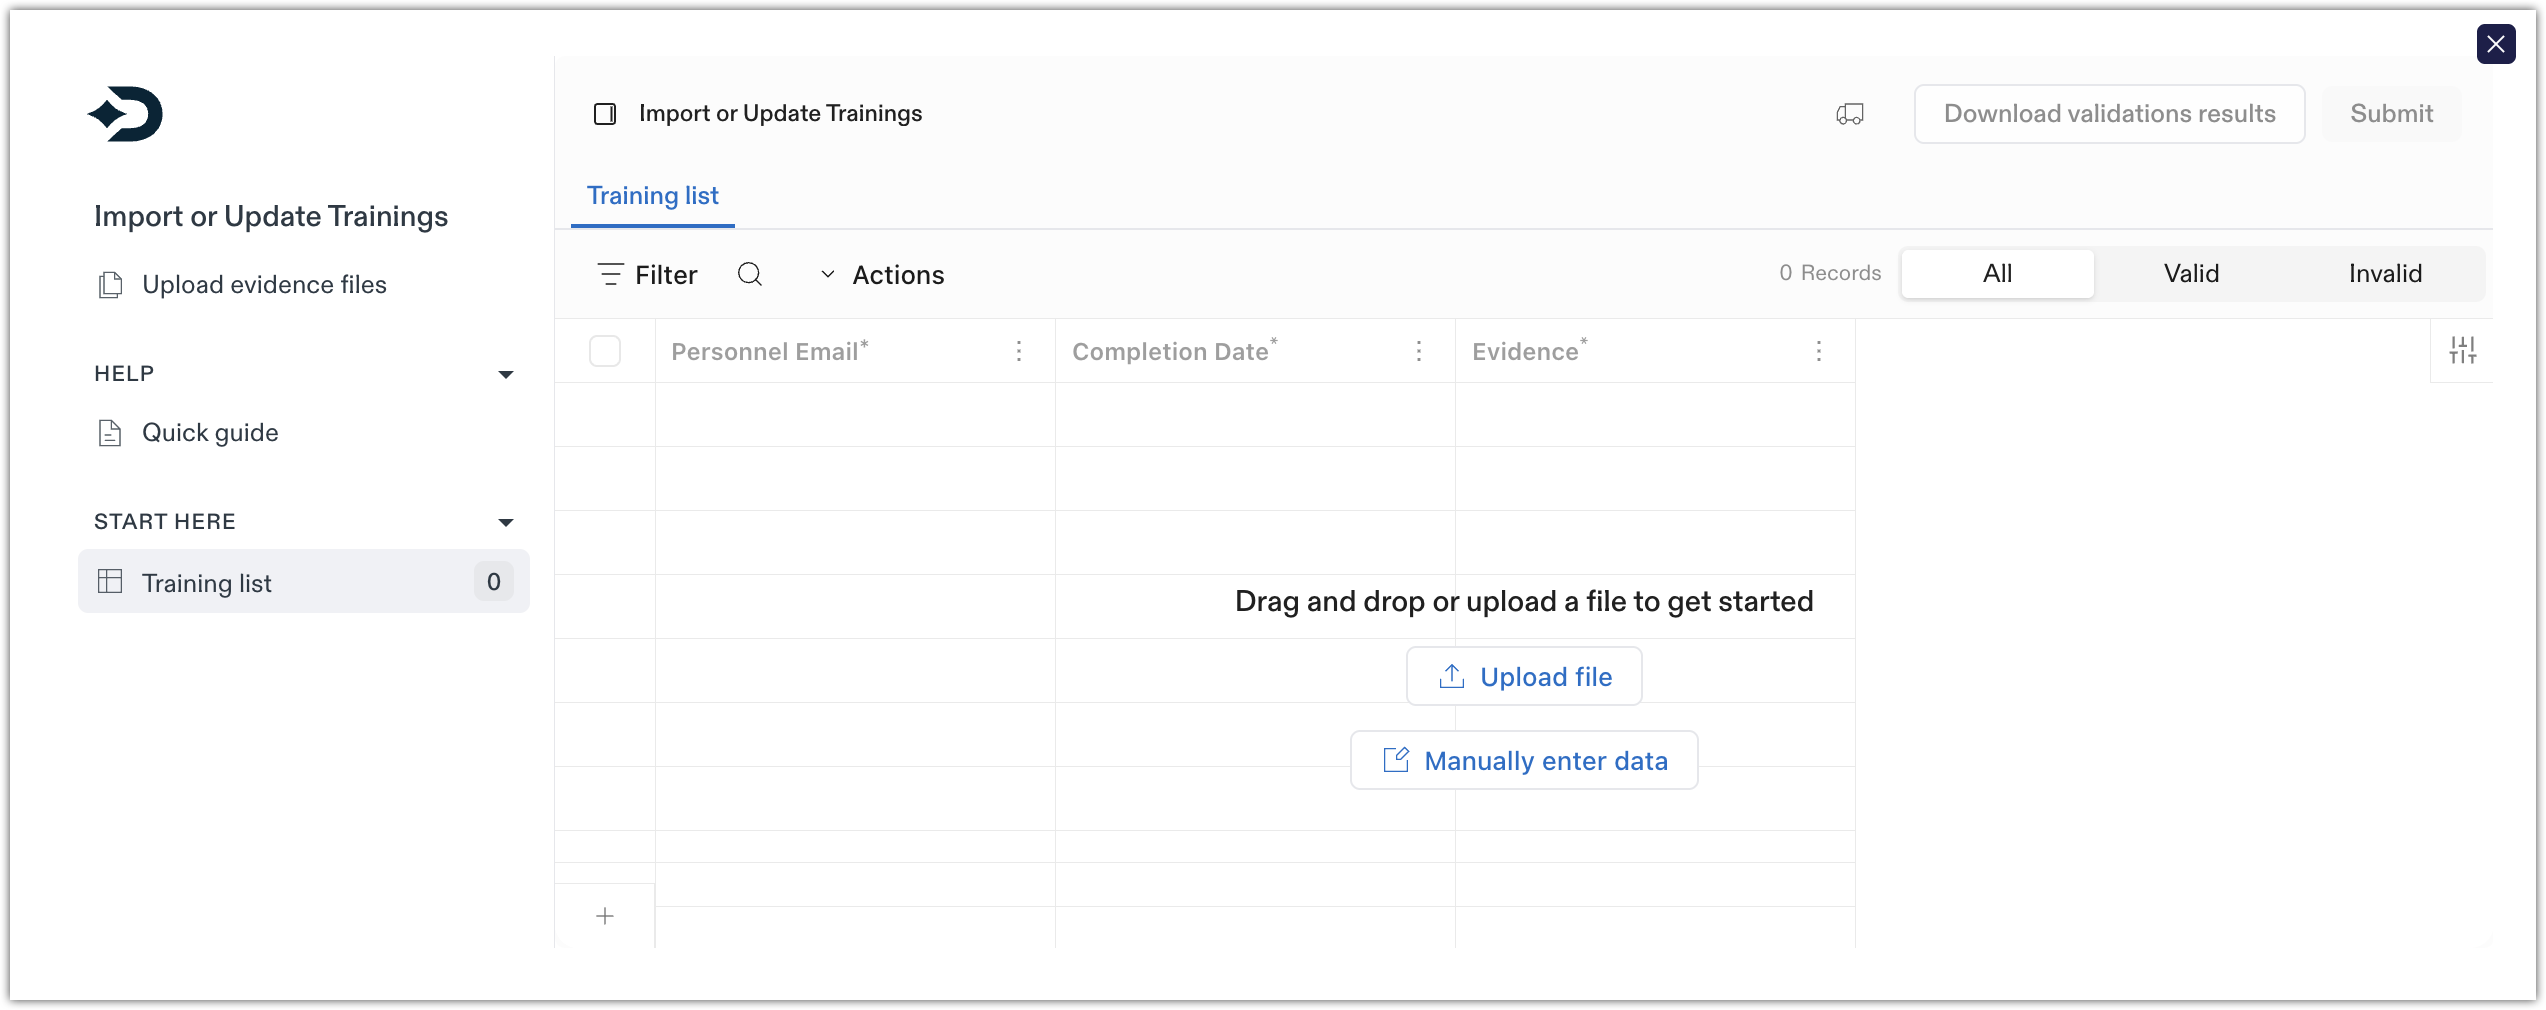 Import or Update Trainings
Upload evidence files
HELP
Quick guide
START HERE
Training list 0
Import or Update Trainings
Download validations results
Submit
Training list
Filter
Actions
0 Records
All
Valid
Invalid
Personnel Email*
Completion Date*
Evidence*
Drag and drop or upload a file to get started
Upload file
Manually enter data